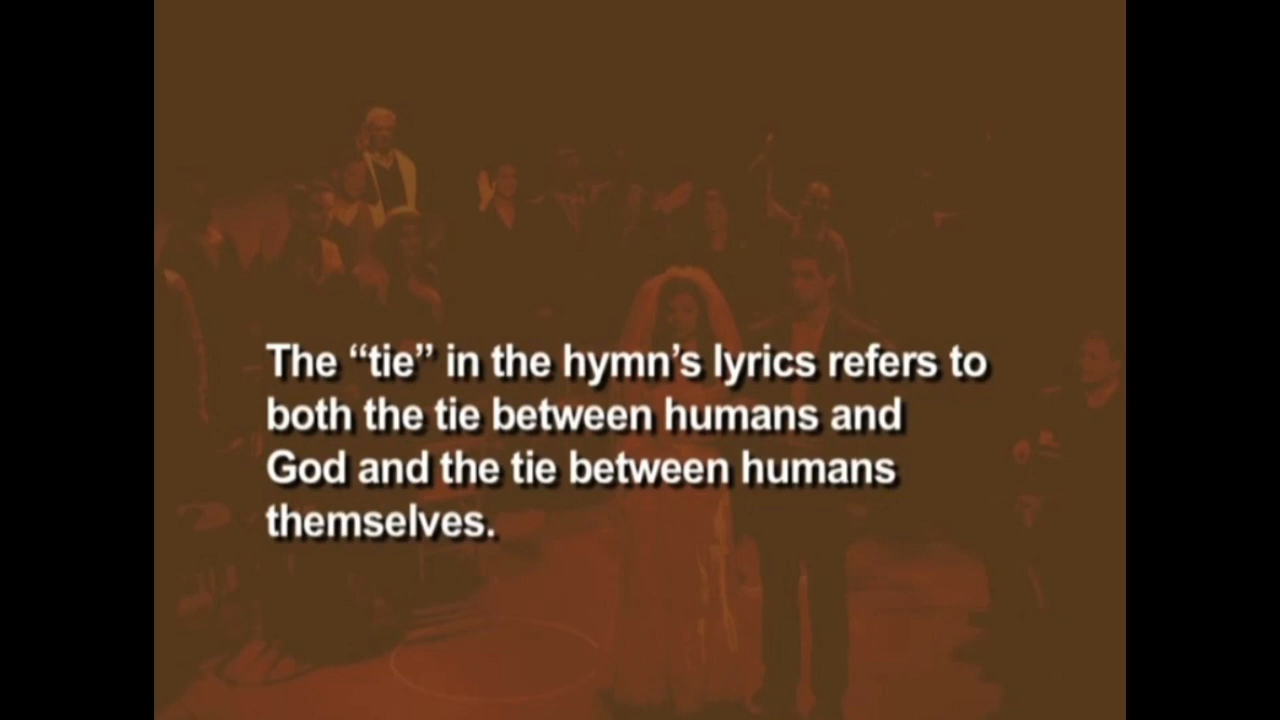 The “tie” in the hymn’s lyrics refers to
both the tie between humans and
God and the tie between humans
themselves.